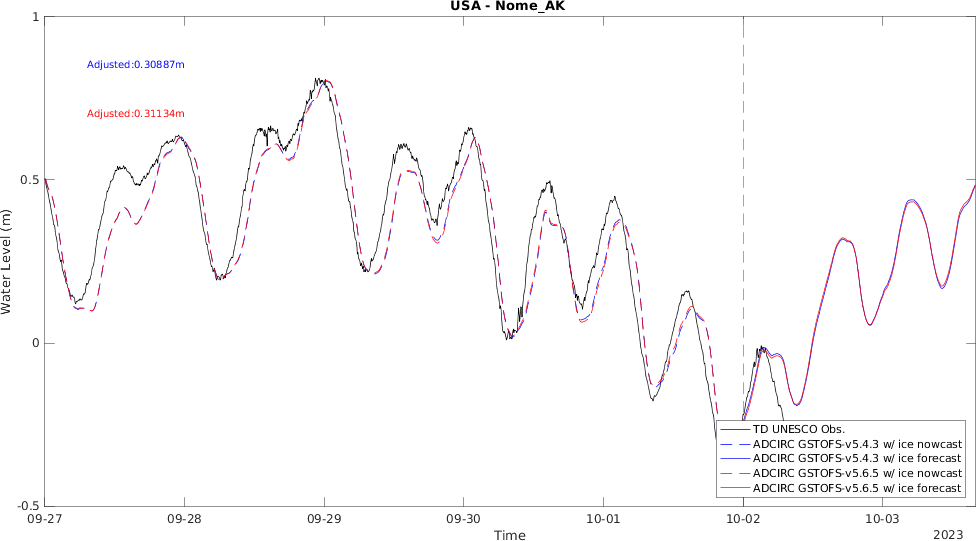 USA - Nome_AK
1
Adjusted:0.30887m
Adjusted:0.31134m
0.5
Water Level (m)
0
TD UNESCO Obs.
ADCIRC GSTOFS-v5.4.3 w/ ice nowcast
ADCIRC GSTOFS-v5.4.3 w/ ice forecast
ADCIRC GSTOFS-v5.6.5 w/ ice nowcast
ADCIRC GSTOFS-v5.6.5 w/ ice forecast
-0.5
09-27 09-28 09-29 09-30 10-01 10-02 10-03
Time
2023